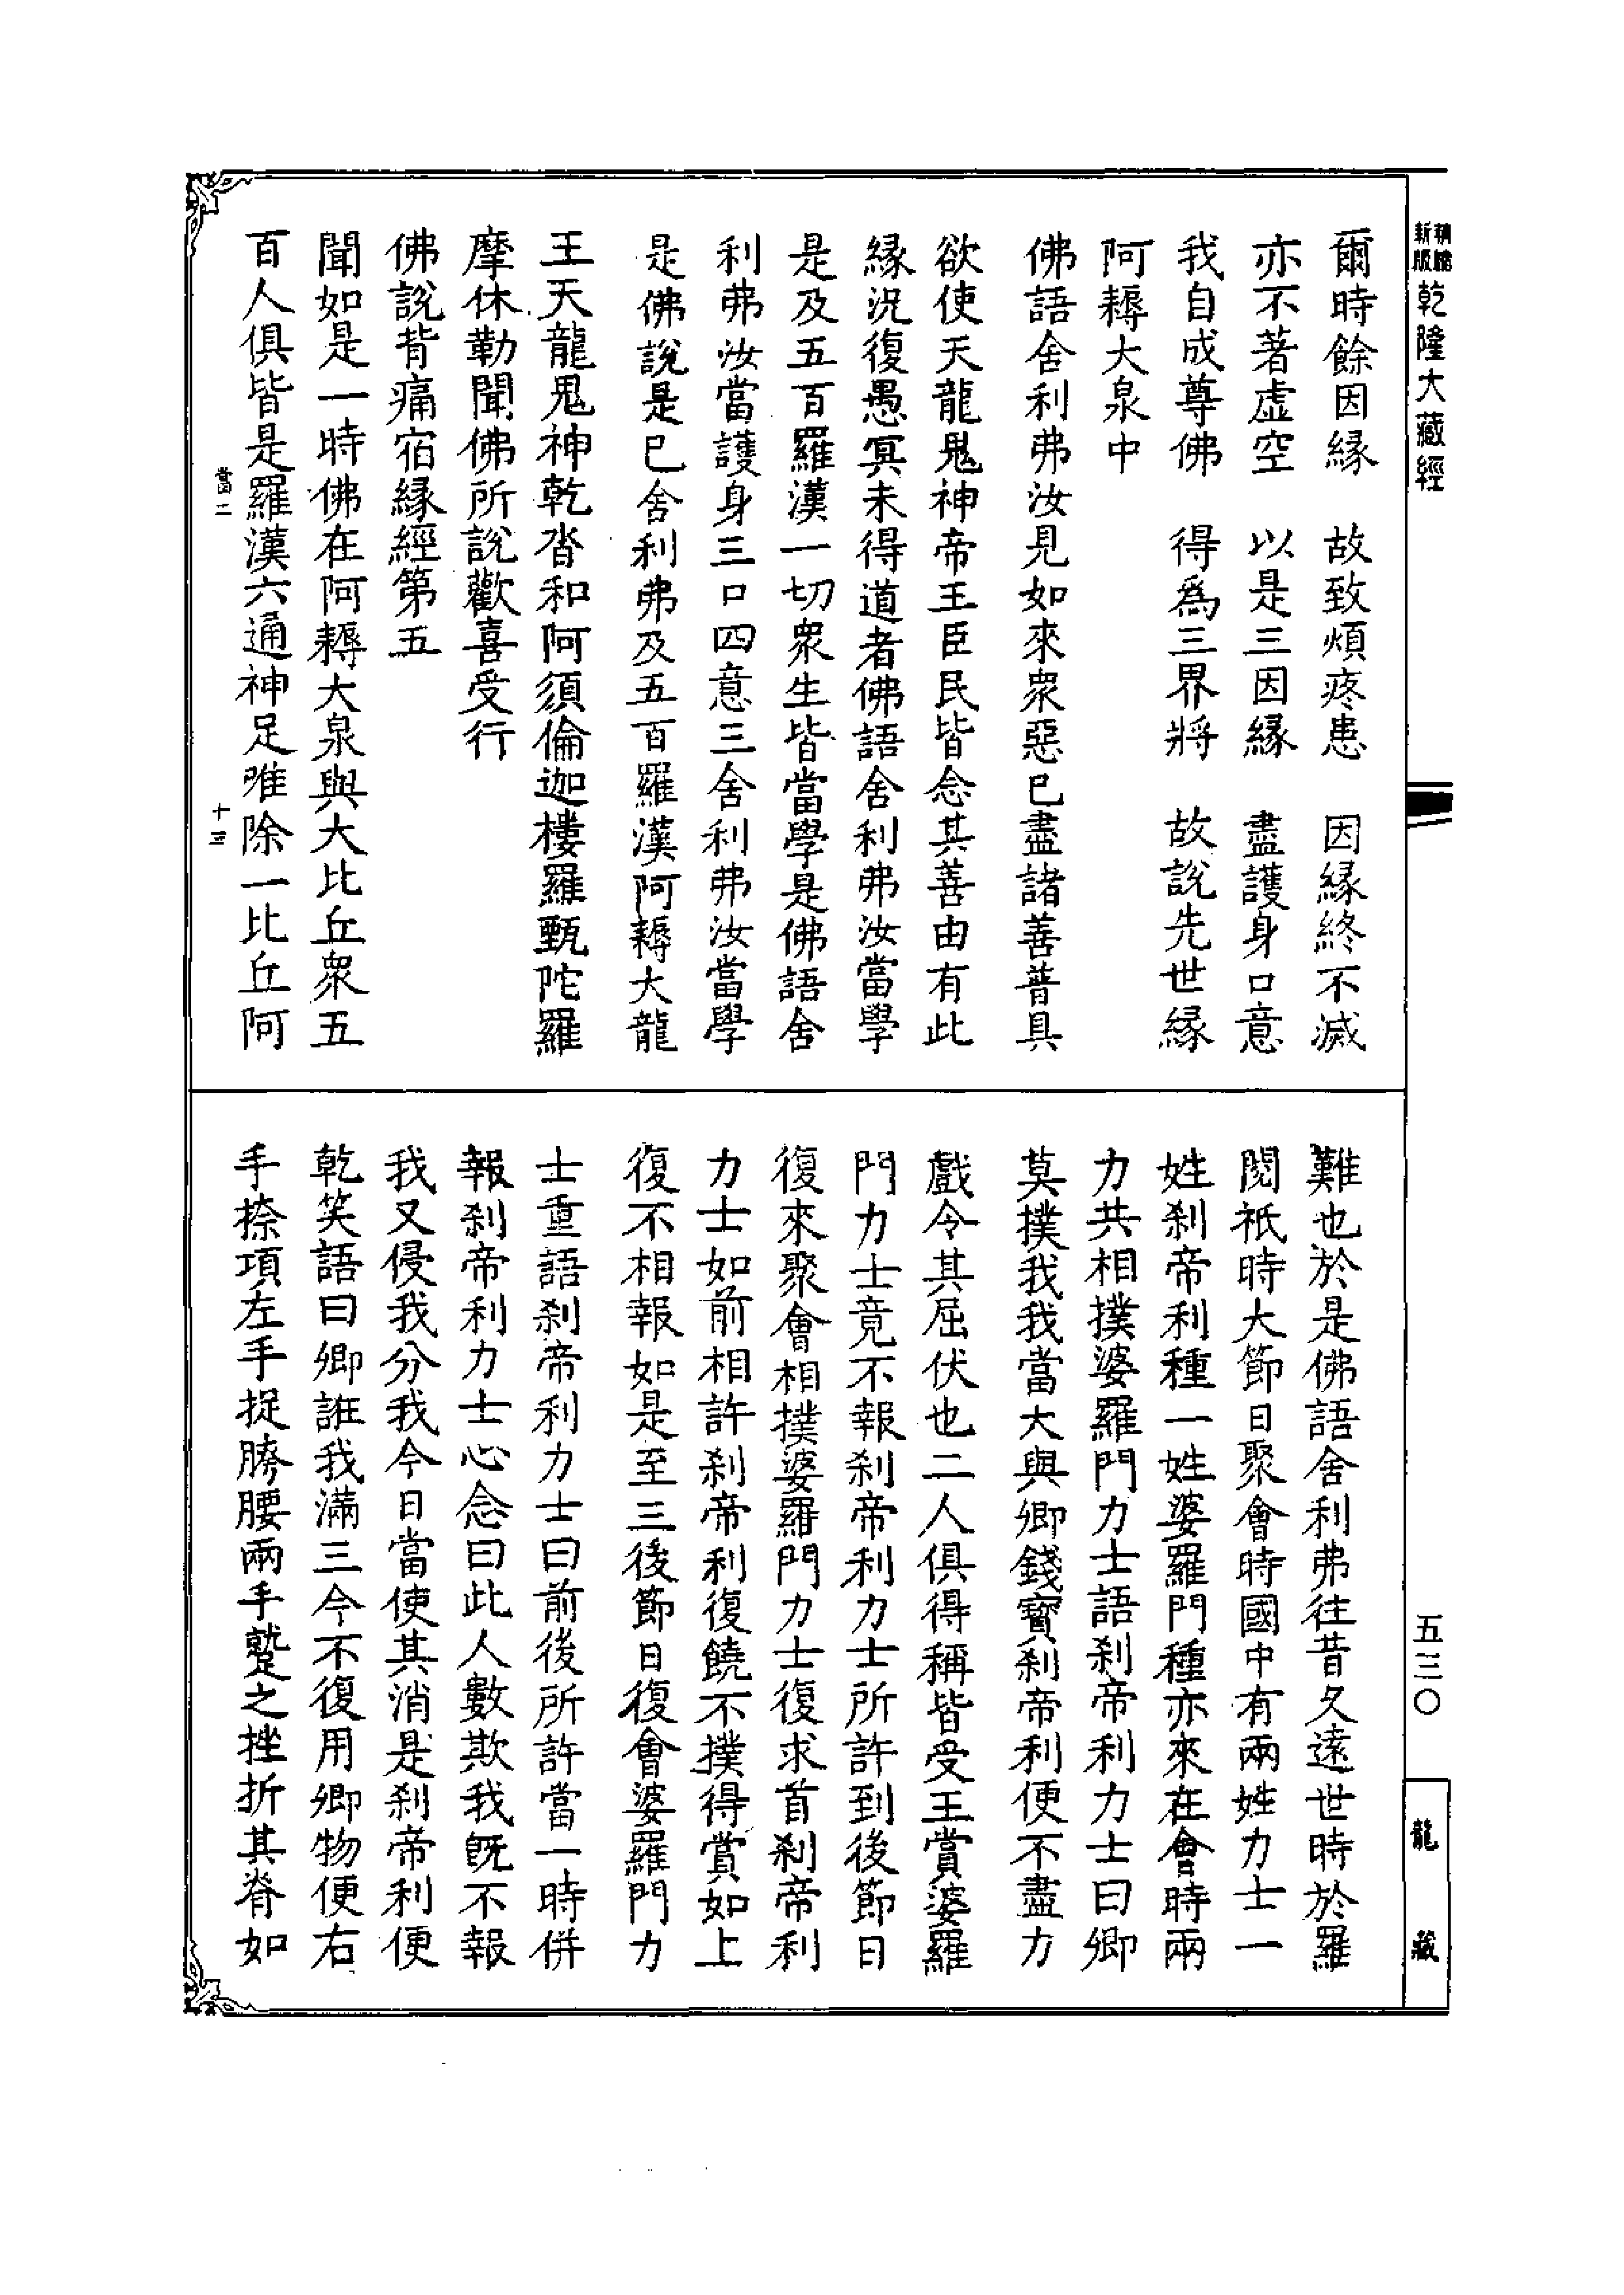 乾隆大藏經
爾時餘因緣　故致煩疼患　因緣終不滅
亦不著虛空　以是三因緣　盡護身口意
我自成尊佛　得爲三界將　故說先世緣
阿耨大泉中
佛語舍利弗汝見如來衆惡已盡諸善普具
欲使天龍鬼神帝王臣民皆念其善由有此
緣況復愚冥未得道者佛語舍利弗汝當學
是及五百羅漢一切衆生皆當學是佛語舍
利弗汝當護身三口四意三舍利弗汝當學
是佛說是已舍利弗及五百羅漢阿耨大龍
王天龍鬼神乾沓和阿須倫迦樓羅甄陀羅
摩休勒聞佛所說歡喜受行
佛說背痛宿緣經第五
聞如是一時佛在阿耨大泉與大比丘衆五
百人俱皆是羅漢六通神足唯除一比丘阿
當二
十三
難也於是佛語舍利弗往昔久遠世時於羅
閱祇時大節日聚會時國中有兩姓力士一
姓刹帝利種一姓婆羅門種亦來在會時兩
力共相撲婆羅門力士語刹帝利力士曰卿
莫撲我我當大與卿錢寶刹帝利便不盡力
戲令其屈伏也二人俱得稱皆受王賞婆羅
門力士竟不報刹帝利力士所許到後節日
復來聚會相撲婆羅門力士復求首刹帝利
力士如前相許刹帝利復饒不撲得賞如上
復不相報如是至三後節日復會婆羅門力
士重語刹帝利力士曰前後所許當一時併
報刹帝利力士心念曰此人數欺我旣不報
我又侵我分我今日當使其消是刹帝利便
乾笑語曰卿誑我滿三今不復用卿物便右
手捺項左手捉胯腰兩手蹙之挫折其脊如
五三〇
龍藏